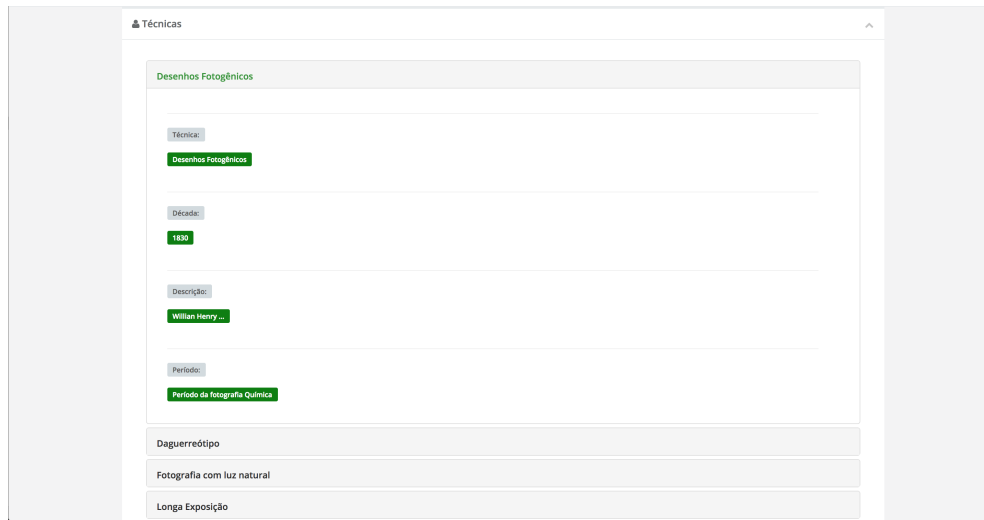 Técnicas
Desenhos Fotogênicos
Técnica:
Desenhos Fotogênicos
Década:
1830
Descrição:
Willian Henry ...
Período:
Período da fotografia Química
Daguerreótipo
Fotografia com luz natural
Longa Exposição